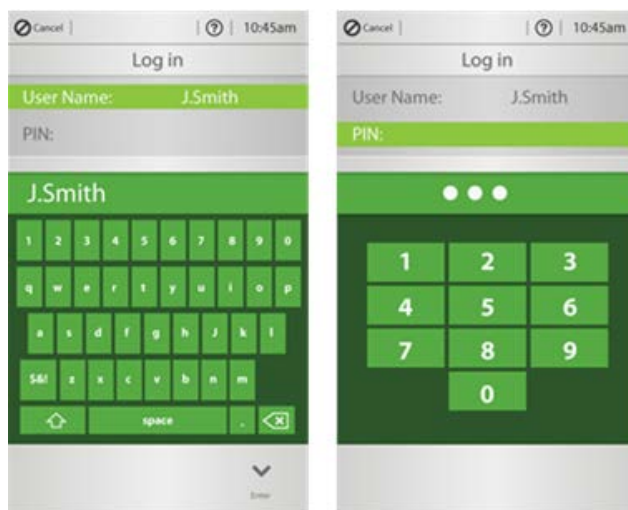 Cancel | | ? | 10:45am
Log in
User Name: J.Smith
PIN:
J.Smith
1 2 3 4 5 6 7 8 9 0
q w e r t y u i o p
a s d f g h J k l
$&! z x c v b n m
space .
Enter
Cancel | | ? | 10:45am
Log in
User Name: J.Smith
PIN:
1 2 3
4 5 6
7 8 9
0